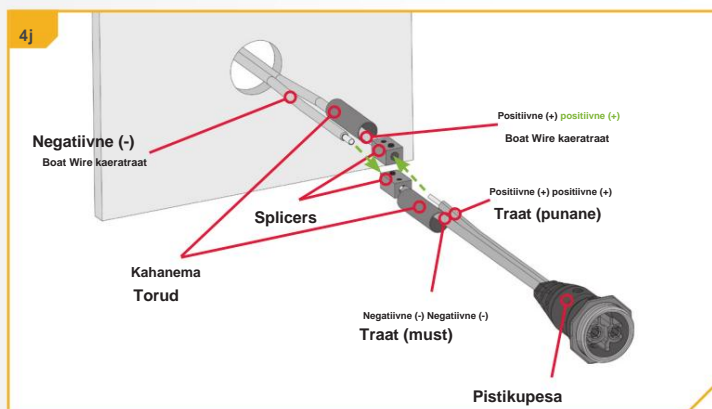 4j
Positiivne (+) positiivne (+)
Boat Wire kaeratraat
Negatiivne (-)
Boat Wire kaeratraat
Positiivne (+) positiivne (+)
Traat (punane)
Splicers
Kahanema
Torud
Negatiivne (-) Negatiivne (-)
Traat (must)
Pistikupesa